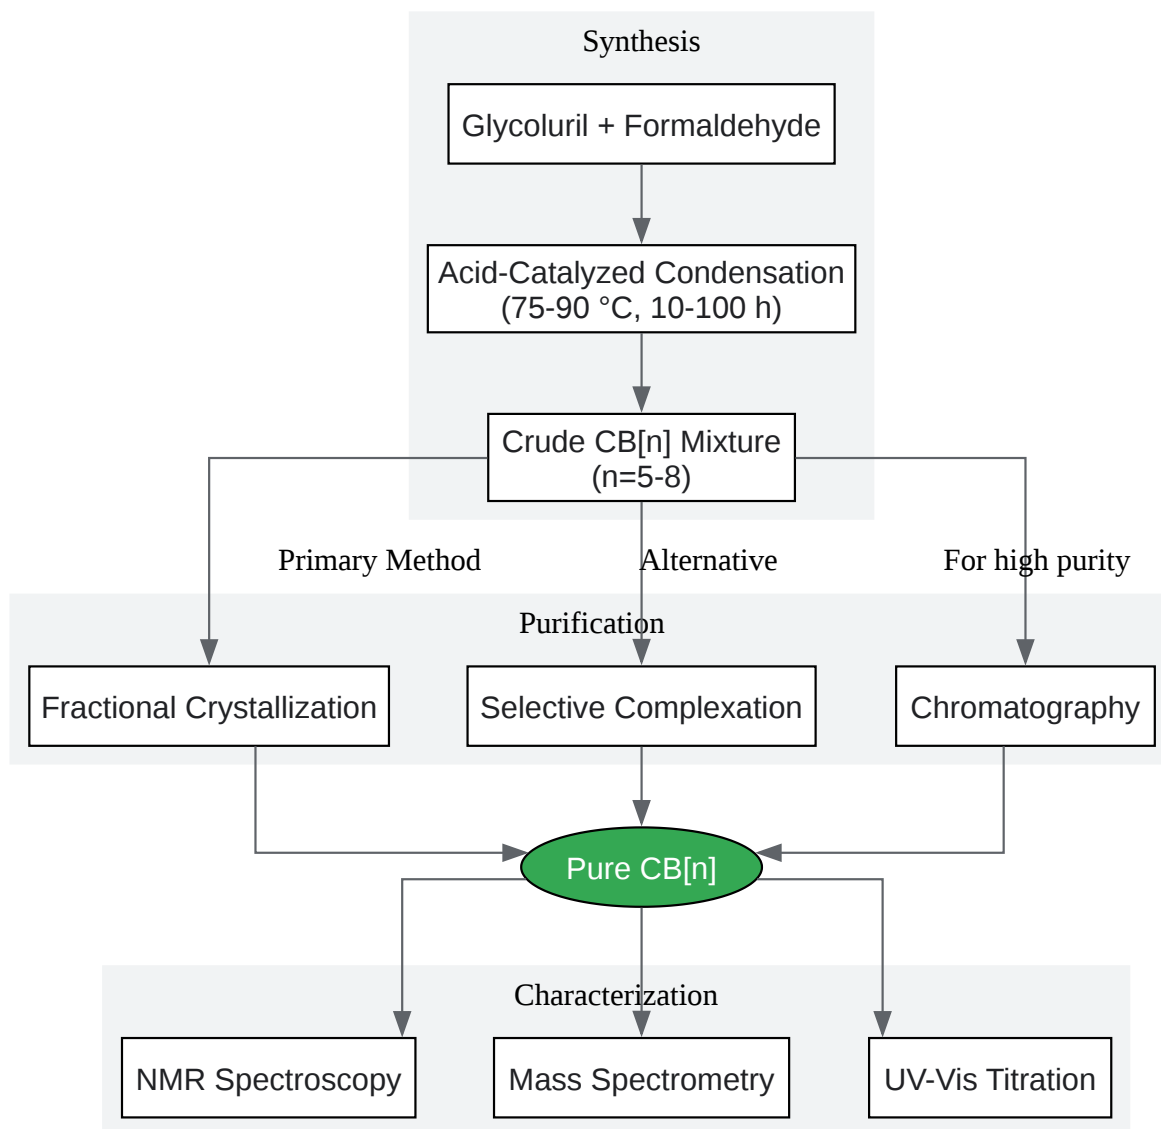 Synthesis
Glycoluril + Formaldehyde
Acid-Catalyzed Condensation
(75-90 °C, 10-100 h)
Crude CB[n] Mixture
(n=5-8)
Primary Method
Alternative
For high purity
Purification
Fractional Crystallization
Selective Complexation
Chromatography
Pure CB[n]
Characterization
NMR Spectroscopy
Mass Spectrometry
UV-Vis Titration